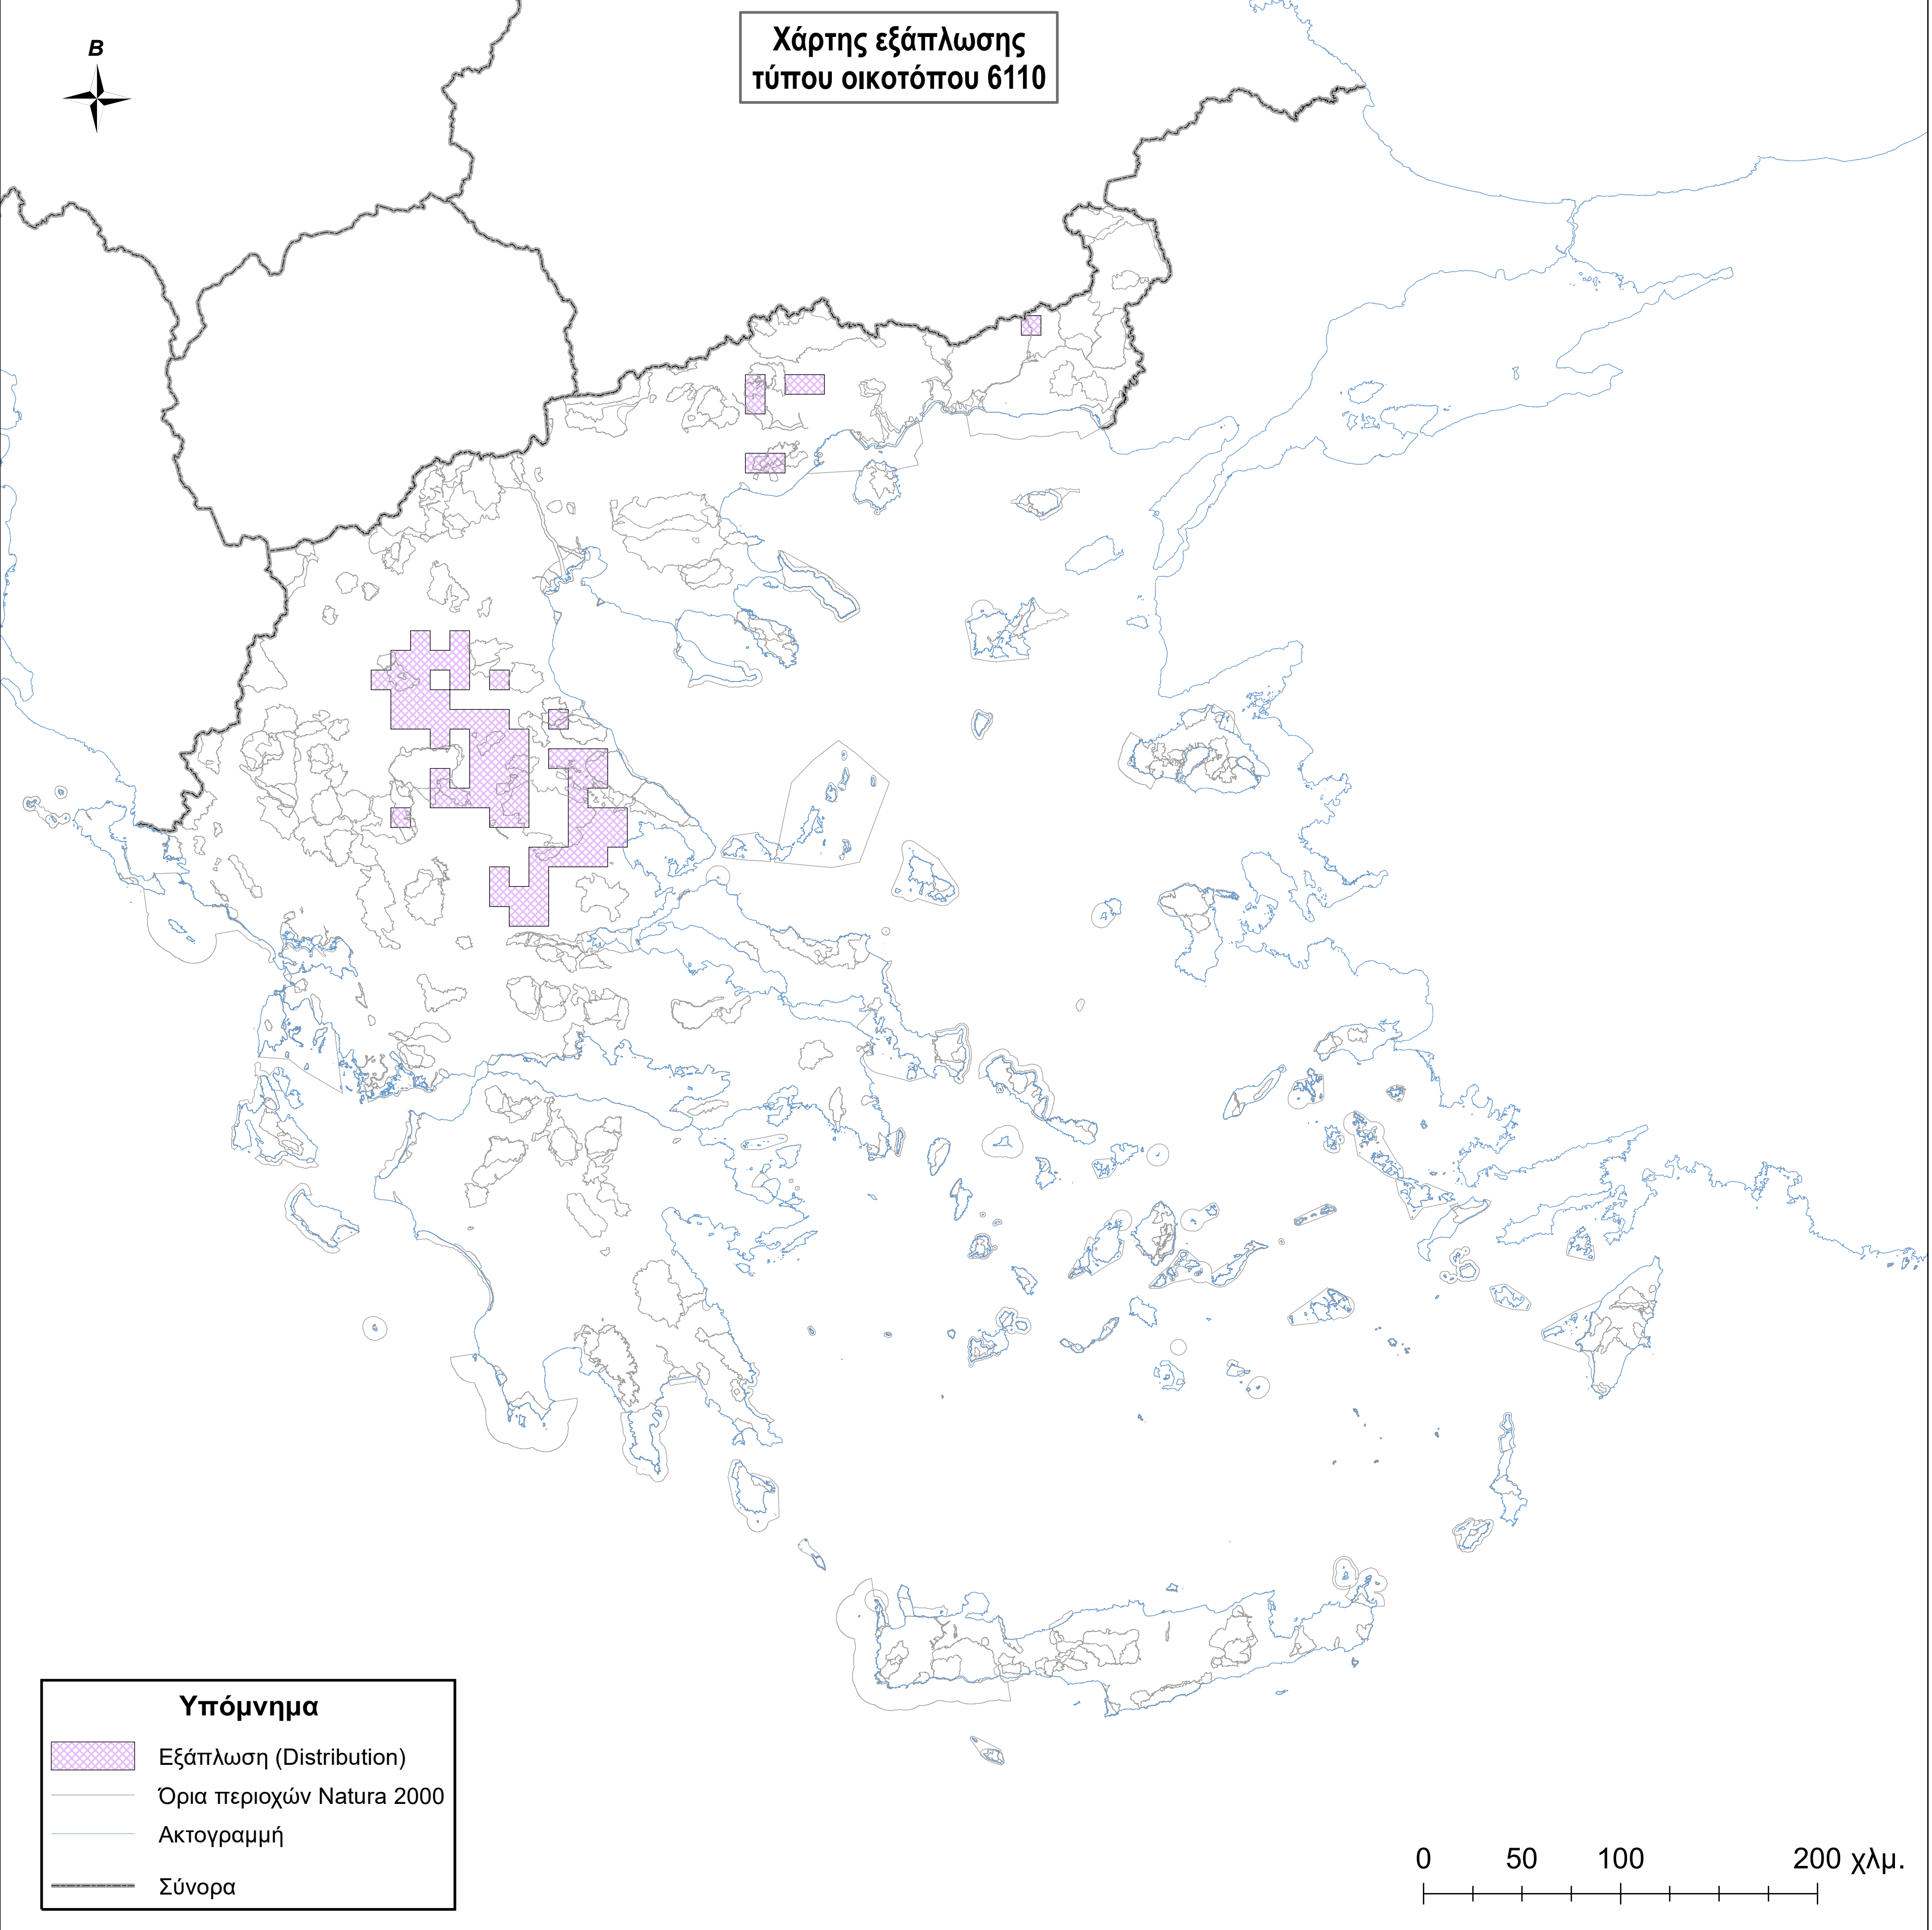 Χάρτης εξάπλωσης
τύπου οικοτόπου 6110
Β
Υπόμνημα
Εξάπλωση (Distribution)
Όρια περιοχών Natura 2000
Ακτογραμμή
Σύνορα
0 50 100 200 χλμ.